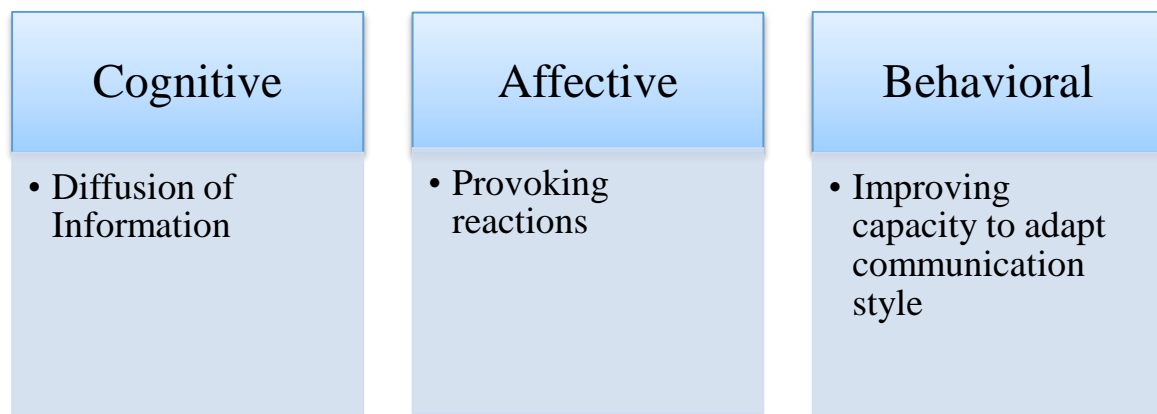 Cognitive
• Diffusion of
Information
Affective
• Provoking
reactions
Behavioral
• Improving
capacity to adapt
communication
style